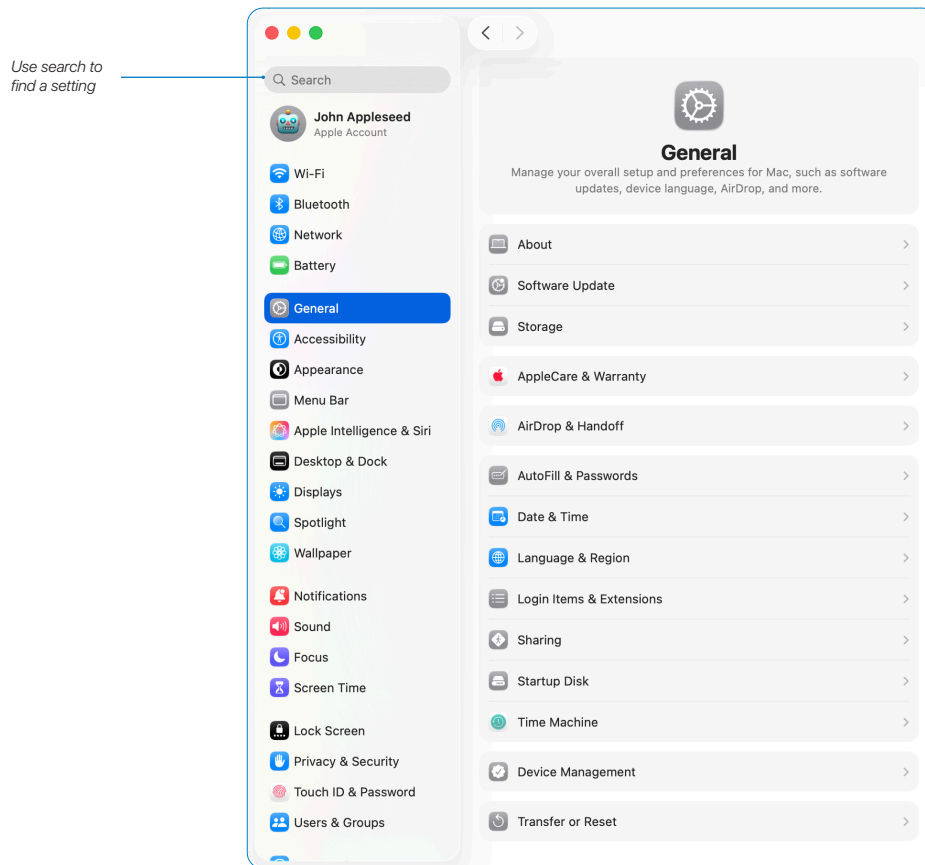 Use search to
find a setting
Search
John Appleseed
Apple Account
Wi-Fi
Bluetooth
Network
Battery
General
Accessibility
Appearance
Menu Bar
Apple Intelligence & Siri
Desktop & Dock
Displays
Spotlight
Wallpaper
Notifications
Sound
Focus
Screen Time
Lock Screen
Privacy & Security
Touch ID & Password
Users & Groups
General
Manage your overall setup and preferences for Mac, such as software
updates, device language, AirDrop, and more.
About
Software Update
Storage
AppleCare & Warranty
AirDrop & Handoff
AutoFill & Passwords
Date & Time
Language & Region
Login Items & Extensions
Sharing
Startup Disk
Time Machine
Device Management
Transfer or Reset